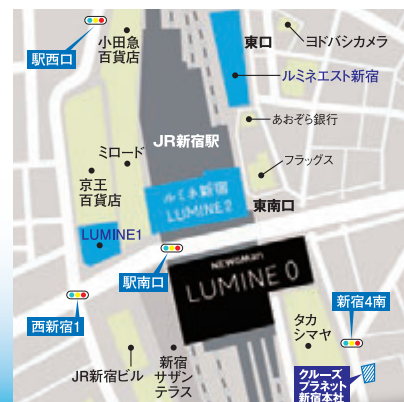 駅西口
小田急
百貨店
東口
ヨドバシカメラ
ルミネエスト新宿
あおぞら銀行
JR新宿駅
ミロード
フラッグス
京王
百貨店
ルミネ新宿
LUMINE2
東南口
LUMINE1
駅南口
NEWoMan
LUMINE 0
西新宿1
新宿4南
タカ
シマヤ
JR新宿ビル
新宿
サザン
テラス
クルーズ
プラネット
新宿本社